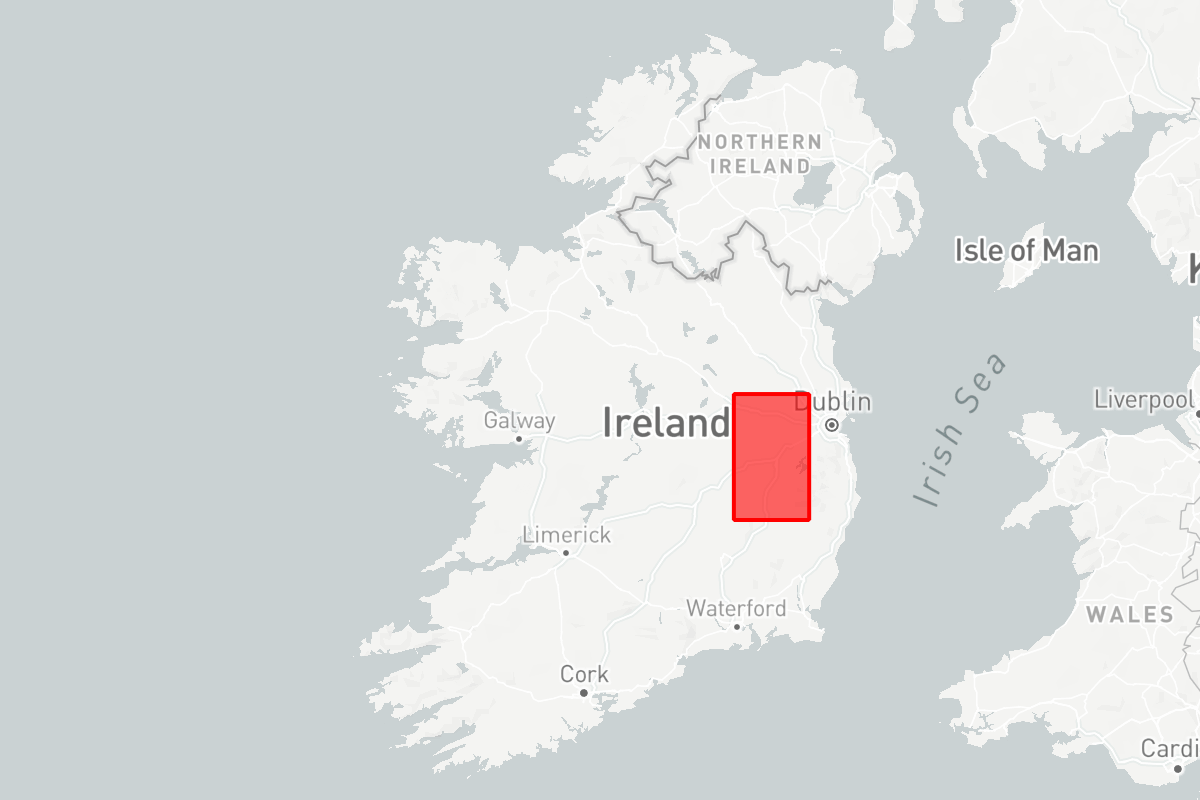 NORTHERN
IRELAND
Isle of Man
K
Irish Sea
Dublin
Liverpool
Galway
Ireland
Limerick
Waterford
WALES
Cork
Cardi